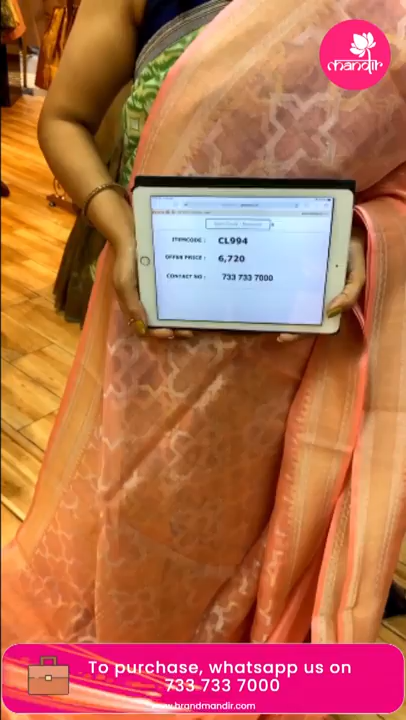 mandir
ITEMCODE : CL994
OFFER PRICE : 6,720
CONTACT NO : 733 733 7000
To purchase, whatsapp us on
733 733 7000
www.brandmandir.com